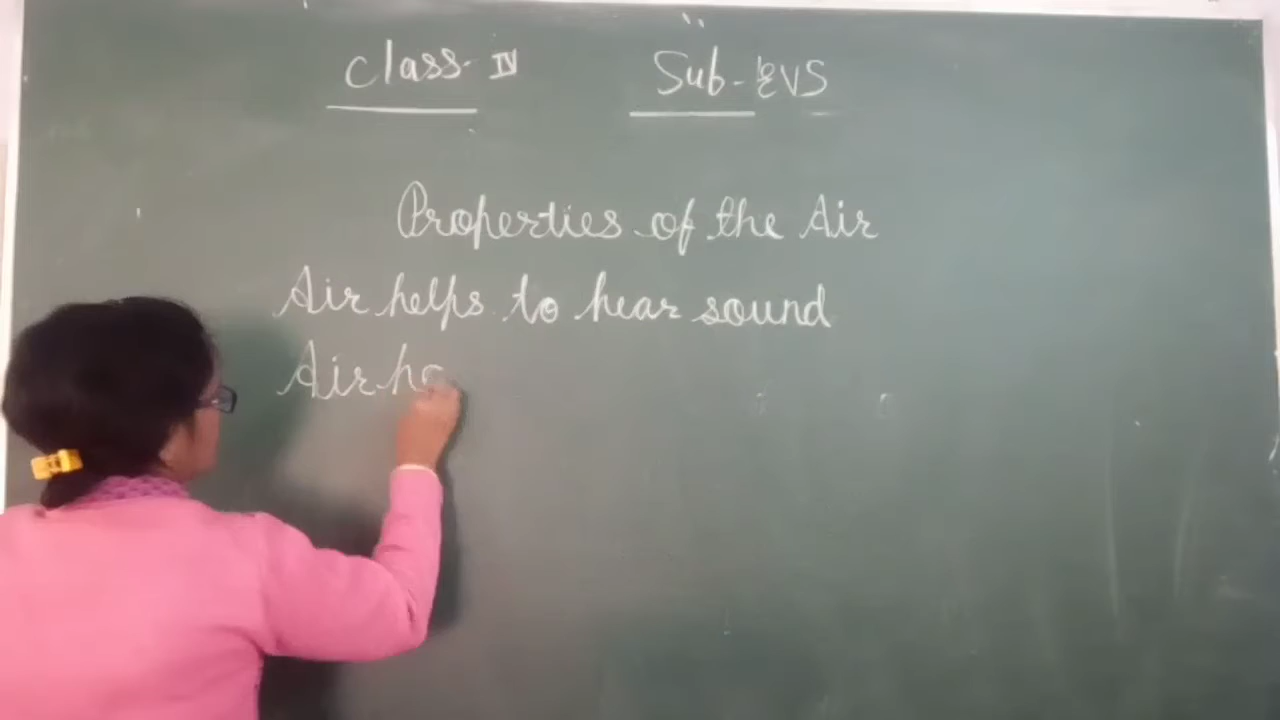 Class- IV Sub- EVS
Properties of the Air
Air helps to hear sound
Air